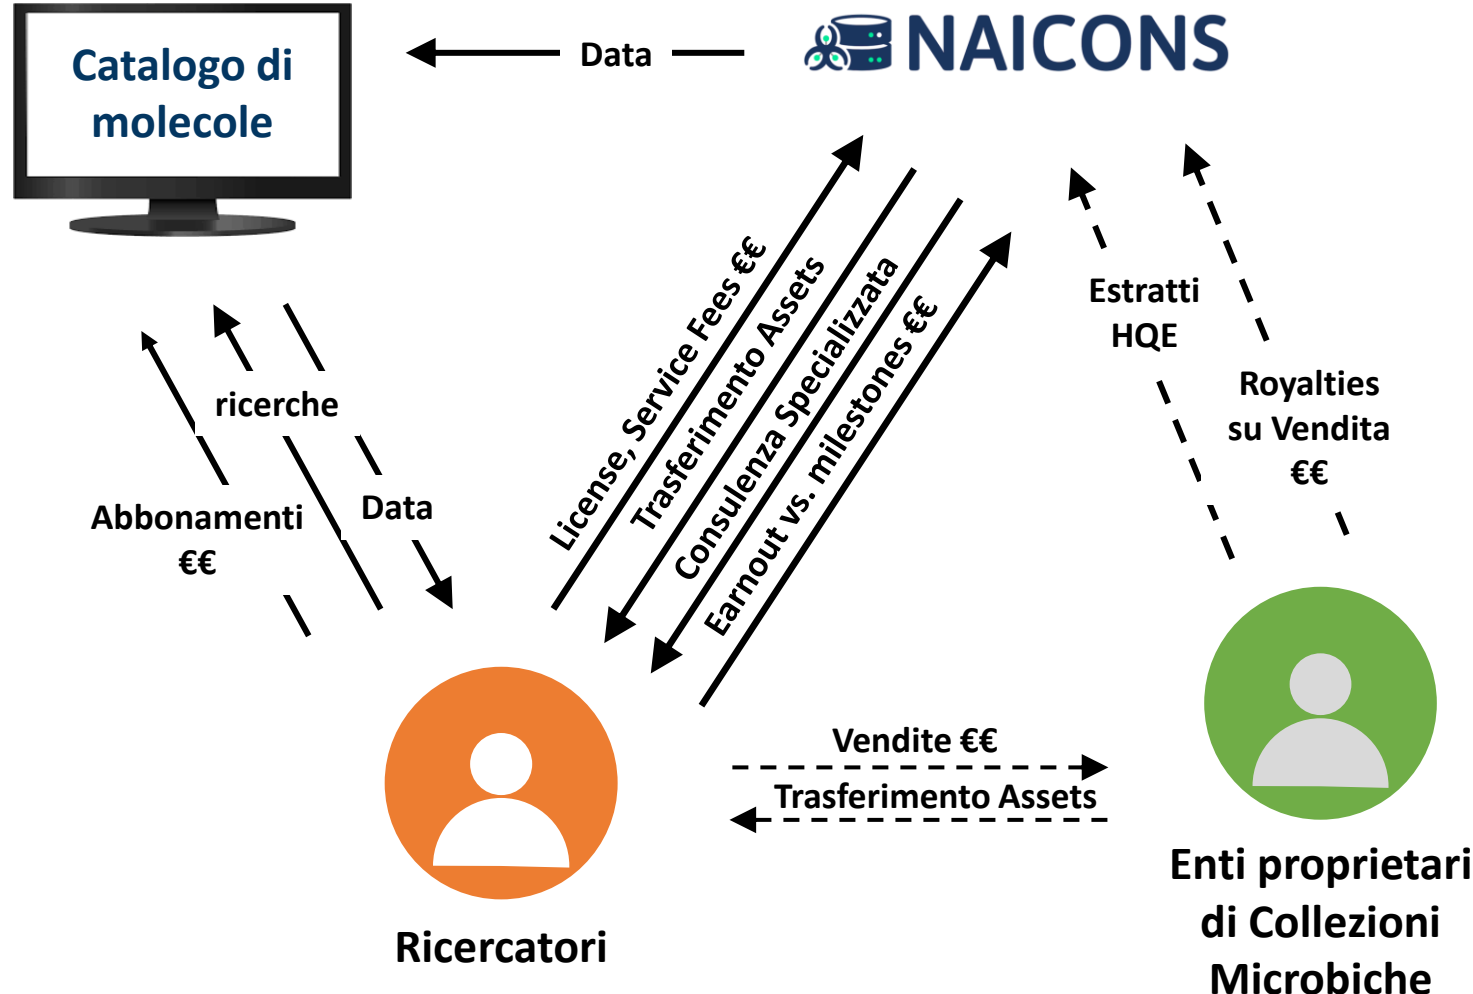 Catalogo di
molecole
Data
NAICONS
License, Service Fees €€
Trasferimento Assets
Consulenza Specializzata
Earnout vs. milestones €€
Estratti
HQE
Royalties
su Vendita
€€
ricerche
Abbonamenti
€€
Data
Vendite €€
Trasferimento Assets
Ricercatori
Enti proprietari
di Collezioni
Microbiche